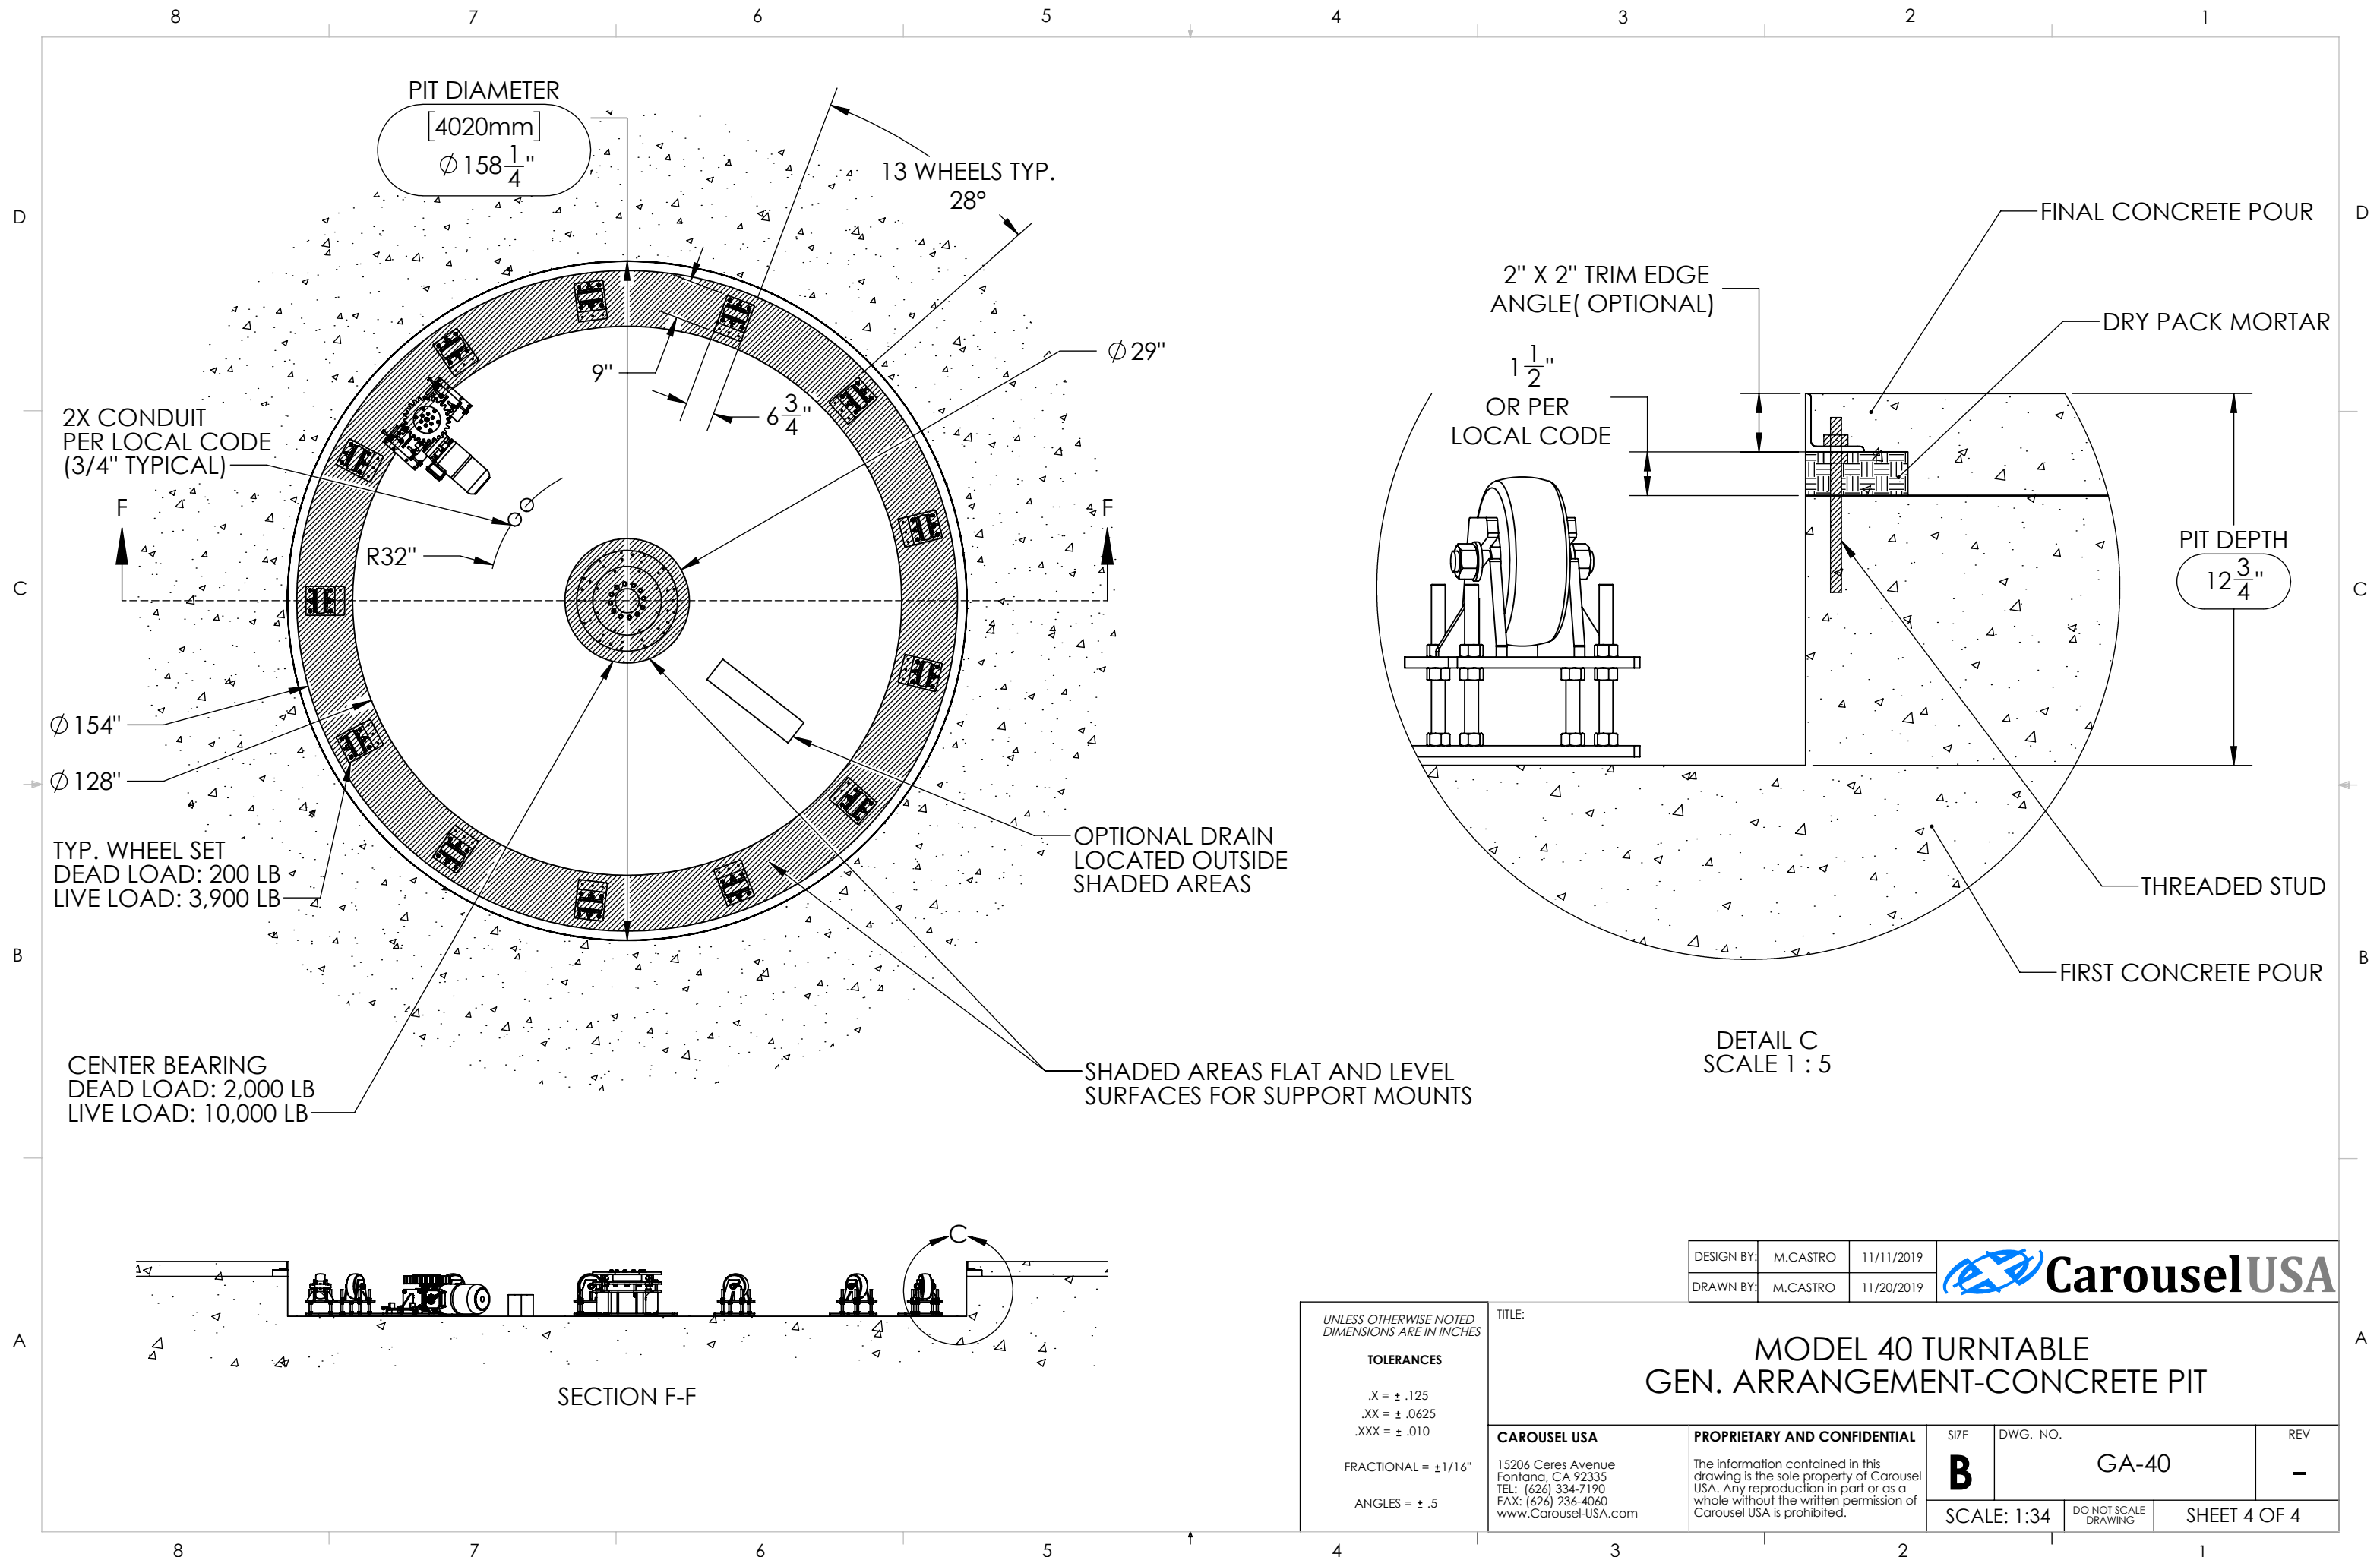 8 7 6 5 4 3 2 1
D
C
B
A
D
C
B
A
PIT DIAMETER
[4020mm]
∅158 1/4"
13 WHEELS TYP.
28°
∅29"
9"
6 3/4"
2X CONDUIT
PER LOCAL CODE
(3/4" TYPICAL)
F
F
R32"
∅154"
∅128"
TYP. WHEEL SET
DEAD LOAD: 200 LB
LIVE LOAD: 3,900 LB
OPTIONAL DRAIN
LOCATED OUTSIDE
SHADED AREAS
CENTER BEARING
DEAD LOAD: 2,000 LB
LIVE LOAD: 10,000 LB
SHADED AREAS FLAT AND LEVEL
SURFACES FOR SUPPORT MOUNTS
FINAL CONCRETE POUR
2" X 2" TRIM EDGE
ANGLE( OPTIONAL)
DRY PACK MORTAR
1 1/2"
OR PER
LOCAL CODE
PIT DEPTH
12 3/4"
THREADED STUD
FIRST CONCRETE POUR
DETAIL C
SCALE 1 : 5
C
SECTION F-F
DESIGN BY: M.CASTRO 11/11/2019
DRAWN BY: M.CASTRO 11/20/2019
CarouselUSA
UNLESS OTHERWISE NOTED
DIMENSIONS ARE IN INCHES
TOLERANCES
.X = ± .125
.XX = ± .0625
.XXX = ± .010
FRACTIONAL = ±1/16"
ANGLES = ± .5
TITLE:
MODEL 40 TURNTABLE
GEN. ARRANGEMENT-CONCRETE PIT
CAROUSEL USA
15206 Ceres Avenue
Fontana, CA 92335
TEL: (626) 334-7190
FAX: (626) 236-4060
www.Carousel-USA.com
PROPRIETARY AND CONFIDENTIAL
The information contained in this
drawing is the sole property of Carousel
USA. Any reproduction in part or as a
whole without the written permission of
Carousel USA is prohibited.
SIZE
B
DWG. NO.
GA-40
REV
–
SCALE: 1:34
DO NOT SCALE
DRAWING
SHEET 4 OF 4
8 7 6 5 4 3 2 1